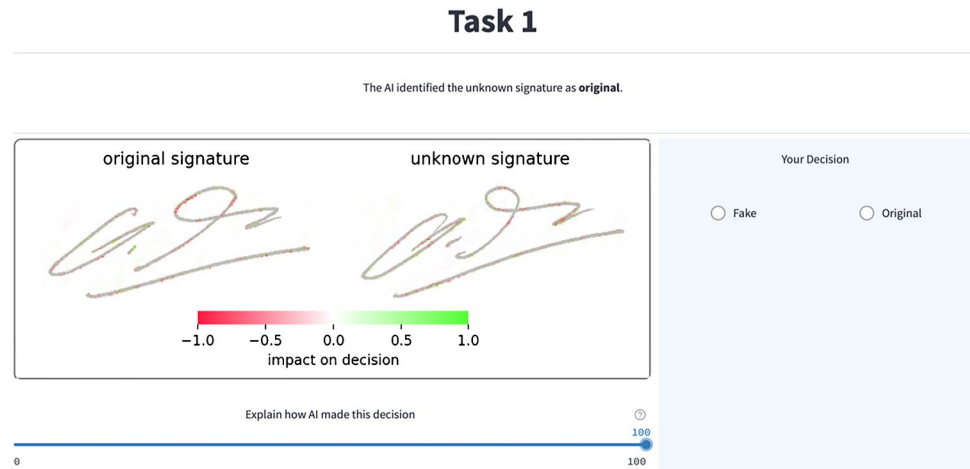 Task 1
The AI identified the unknown signature as original.
original signature
unknown signature
−1.0 −0.5 0.0 0.5 1.0
impact on decision
Your Decision
Fake
Original
Explain how AI made this decision
?
100
0
100